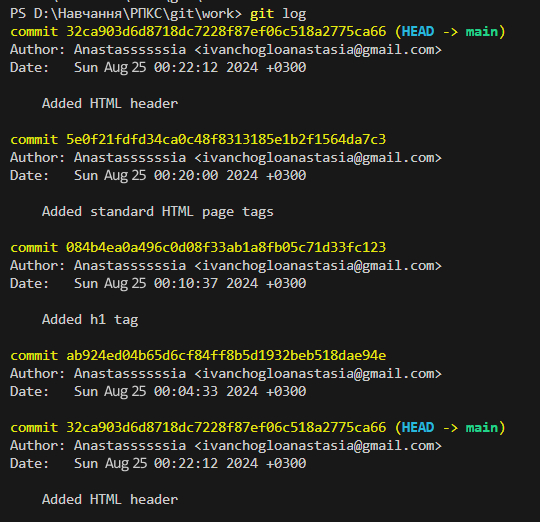 PS D:\Навчання\РПКС\git\work> git log
commit 32ca903d6d8718dc7228f87ef06c518a2775ca66 (HEAD -> main)
Author: Anastassssssia <ivanchogloanastasia@gmail.com>
Date:   Sun Aug 25 00:22:12 2024 +0300
    Added HTML header
commit 5e0f21fdfd34ca0c48f8313185e1b2f1564da7c3
Author: Anastassssssia <ivanchogloanastasia@gmail.com>
Date:   Sun Aug 25 00:20:00 2024 +0300
    Added standard HTML page tags
commit 084b4ea0a496c0d08f33ab1a8fb05c71d33fc123
Author: Anastassssssia <ivanchogloanastasia@gmail.com>
Date:   Sun Aug 25 00:10:37 2024 +0300
    Added h1 tag
commit ab924ed04b65d6cf84ff8b5d1932beb518dae94e
Author: Anastassssssia <ivanchogloanastasia@gmail.com>
Date:   Sun Aug 25 00:04:33 2024 +0300
commit 32ca903d6d8718dc7228f87ef06c518a2775ca66 (HEAD -> main)
Author: Anastassssssia <ivanchogloanastasia@gmail.com>
Date:   Sun Aug 25 00:22:12 2024 +0300
    Added HTML header